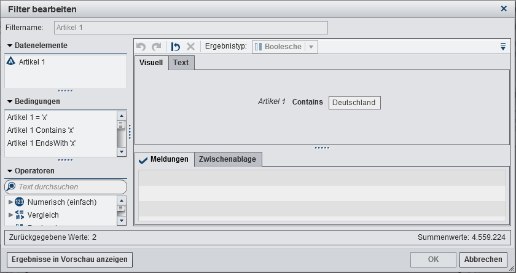 Filter bearbeiten
Filtername: Artikel 1
Datenelemente
Artikel 1
Bedingungen
Artikel 1 = 'x'
Artikel 1 Contains 'x'
Artikel 1 EndsWith 'x'
Operatoren
Text durchsuchen
Numerisch (einfach)
Vergleich
Ergebnistyp: Boolesche
Visuell Text
Artikel 1 Contains Deutschland
Meldungen Zwischenablage
Zurückgegebene Werte: 2 Summenwerte: 4.559.224
Ergebnisse in Vorschau anzeigen OK Abbrechen